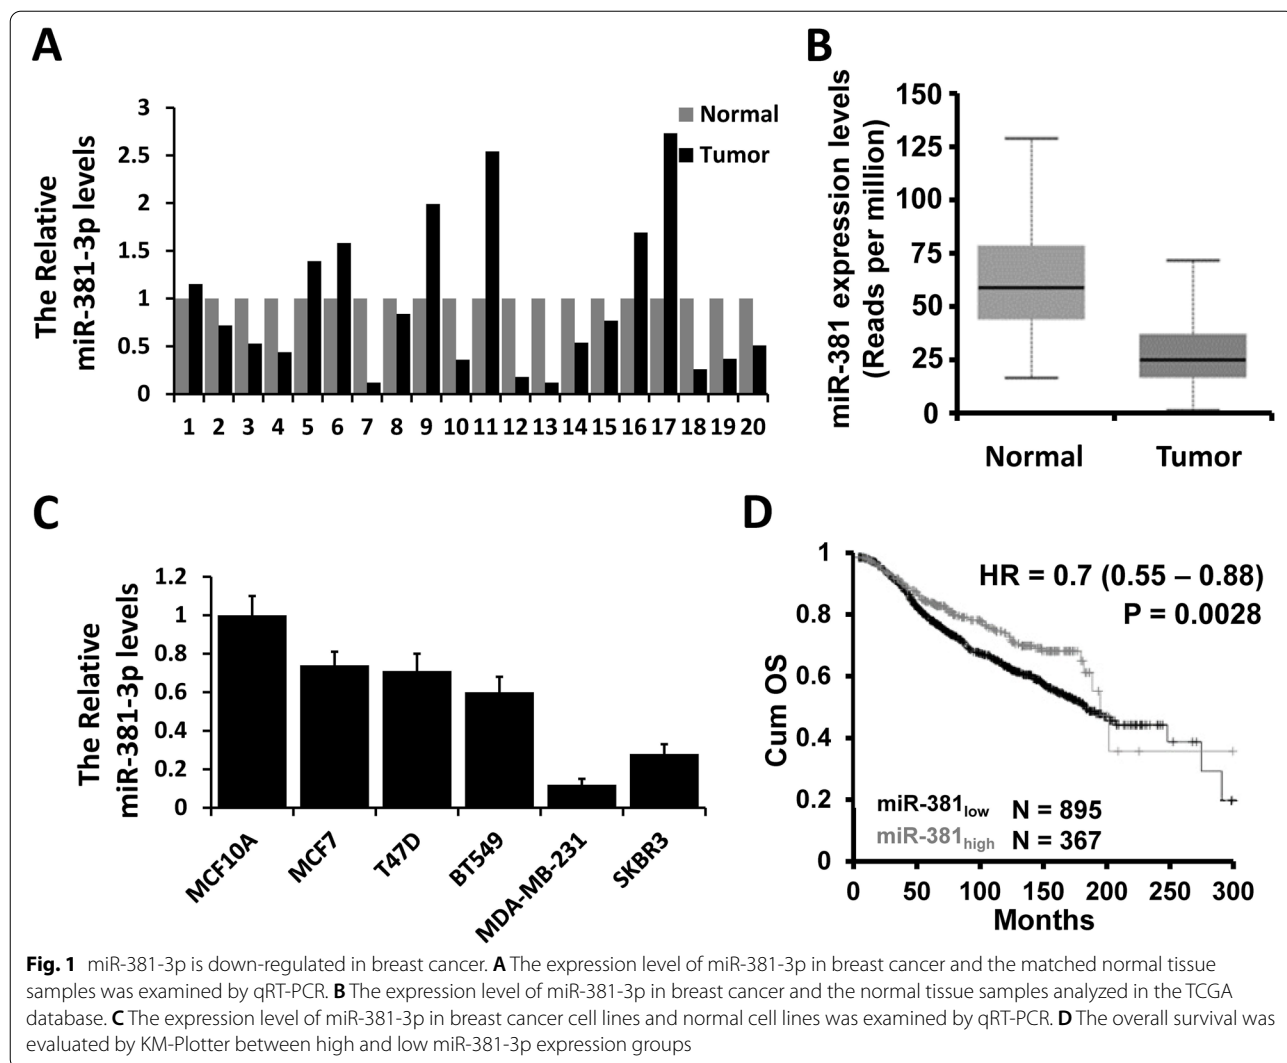 A
The Relative
miR-381-3p levels
3
2.5
2
1.5
1
0.5
0
Normal
Tumor
1 2 3 4 5 6 7 8 9 10 11 12 13 14 15 16 17 18 19 20
B
miR-381 expression levels
(Reads per million)
150
125
100
75
50
25
0
Normal Tumor
C
The Relative
miR-381-3p levels
1.2
1
0.8
0.6
0.4
0.2
0
MCF10A MCF7 T47D BT549 MDA-MB-231 SKBR3
D
Cum OS
1
0.8
0.6
0.4
0.2
0
HR = 0.7 (0.55 – 0.88)
P = 0.0028
miR-381low N = 895
miR-381high N = 367
0 50 100 150 200 250 300
Months
Fig. 1 miR-381-3p is down-regulated in breast cancer. A The expression level of miR-381-3p in breast cancer and the matched normal tissue
samples was examined by qRT-PCR. B The expression level of miR-381-3p in breast cancer and the normal tissue samples analyzed in the TCGA
database. C The expression level of miR-381-3p in breast cancer cell lines and normal cell lines was examined by qRT-PCR. D The overall survival was
evaluated by KM-Plotter between high and low miR-381-3p expression groups